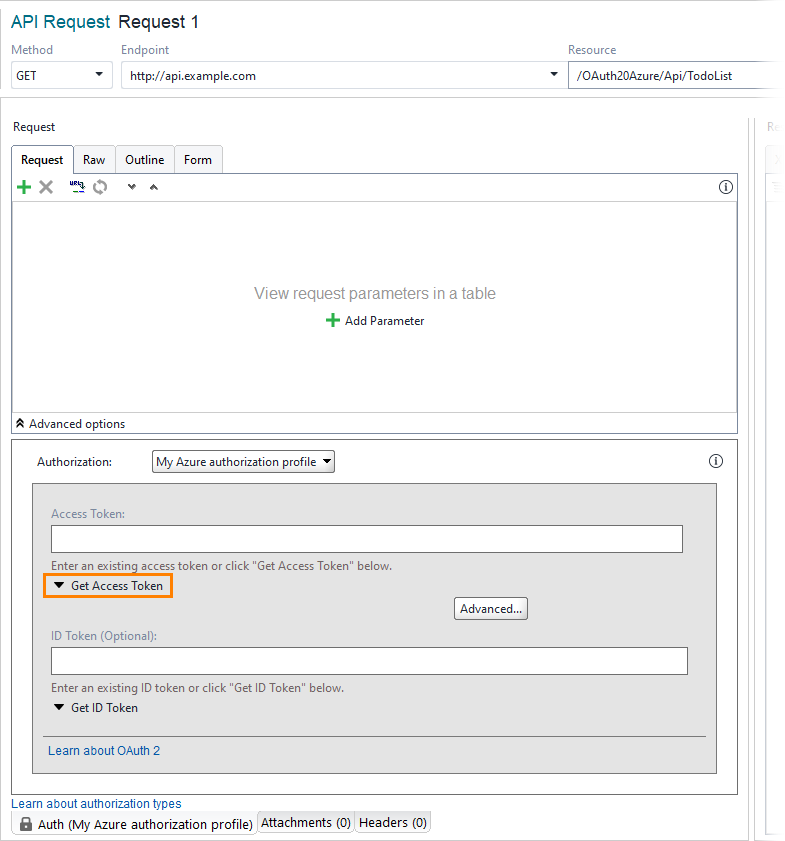 API Request Request 1
Method Endpoint Resource
GET http://api.example.com /OAuth20Azure/Api/TodoList
Request Re
Request Raw Outline Form
View request parameters in a table
Add Parameter
Advanced options
Authorization: My Azure authorization profile
Access Token:
Enter an existing access token or click "Get Access Token" below.
Get Access Token
Advanced...
ID Token (Optional):
Enter an existing ID token or click "Get ID Token" below.
Get ID Token
Learn about OAuth 2
Learn about authorization types
Auth (My Azure authorization profile) Attachments (0) Headers (0)